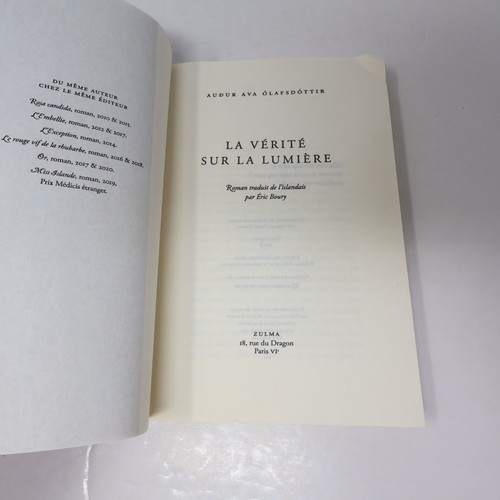 DU MÊME AUTEUR
CHEZ LE MÊME ÉDITEUR
Rosa candida, roman, 2010 & 2015.
L'Embellie, roman, 2012 & 2017.
L'Exception, roman, 2014.
Le rouge vif de la rhubarbe, roman, 2016 & 2018.
Ör, roman, 2017 & 2020.
Miss Islande, roman, 2019,
Prix Médicis étranger.
AUÐUR AVA ÓLAFSDÓTTIR
LA VÉRITÉ
SUR LA LUMIÈRE
Roman traduit de l'islandais
par Éric Boury
ZULMA
18, rue du Dragon
Paris VIe